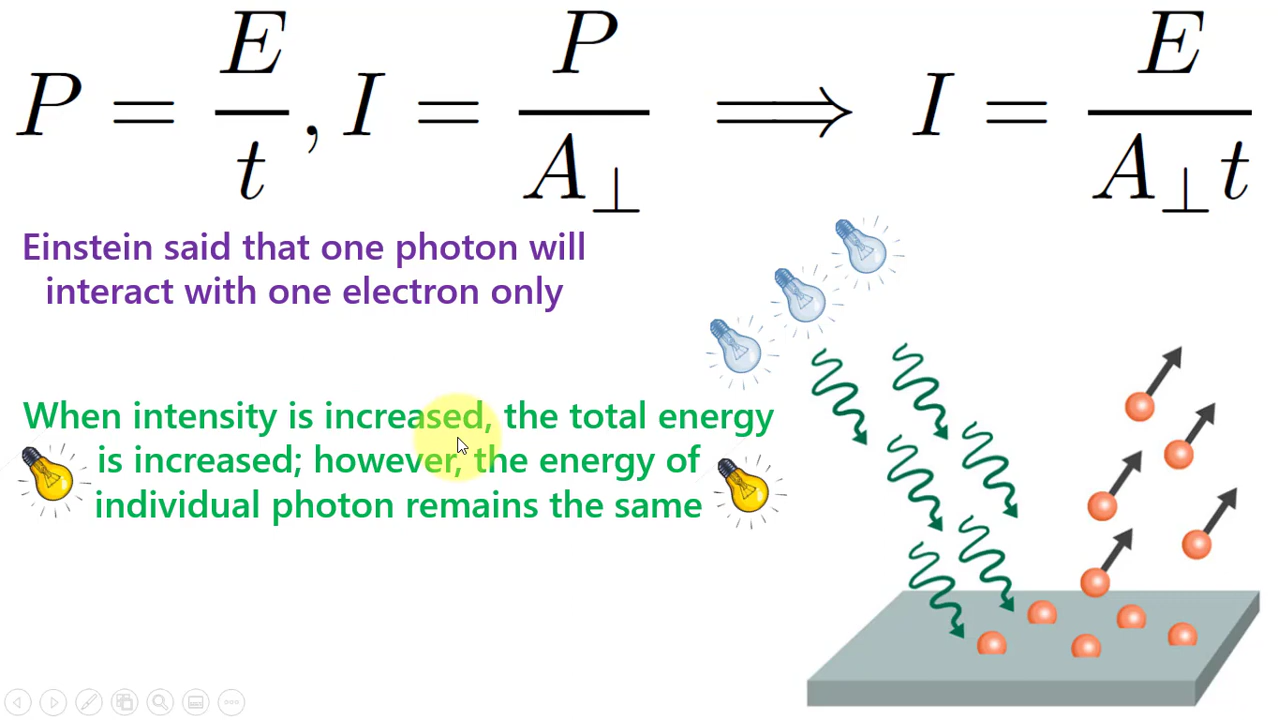 P = E/t, I = P/A⊥ ⟹ I = E/A⊥t
Einstein said that one photon will
interact with one electron only
When intensity is increased, the total energy
is increased; however, the energy of
individual photon remains the same